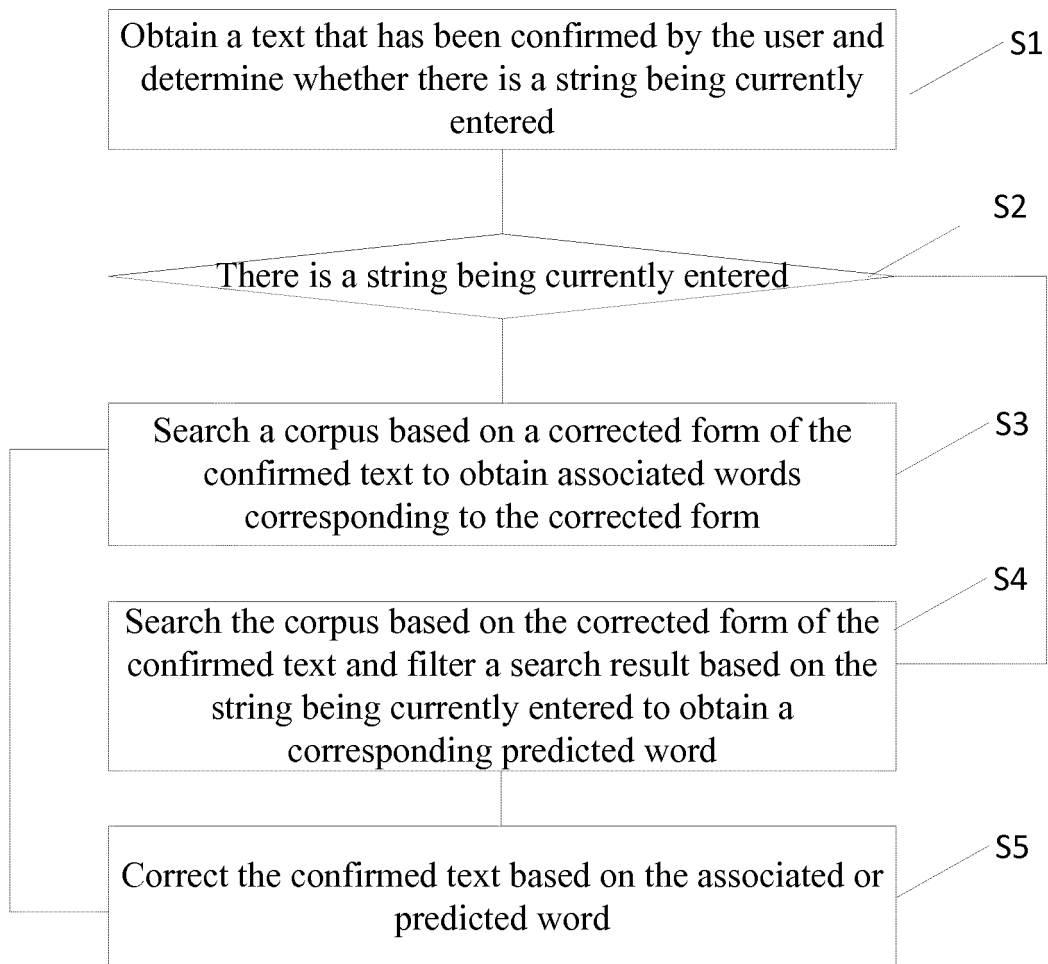 Obtain a text that has been confirmed by the user and
determine whether there is a string being currently
entered
S1
S2
There is a string being currently entered
Search a corpus based on a corrected form of the
confirmed text to obtain associated words
corresponding to the corrected form
S3
S4
Search the corpus based on the corrected form of the
confirmed text and filter a search result based on the
string being currently entered to obtain a
corresponding predicted word
S5
Correct the confirmed text based on the associated or
predicted word